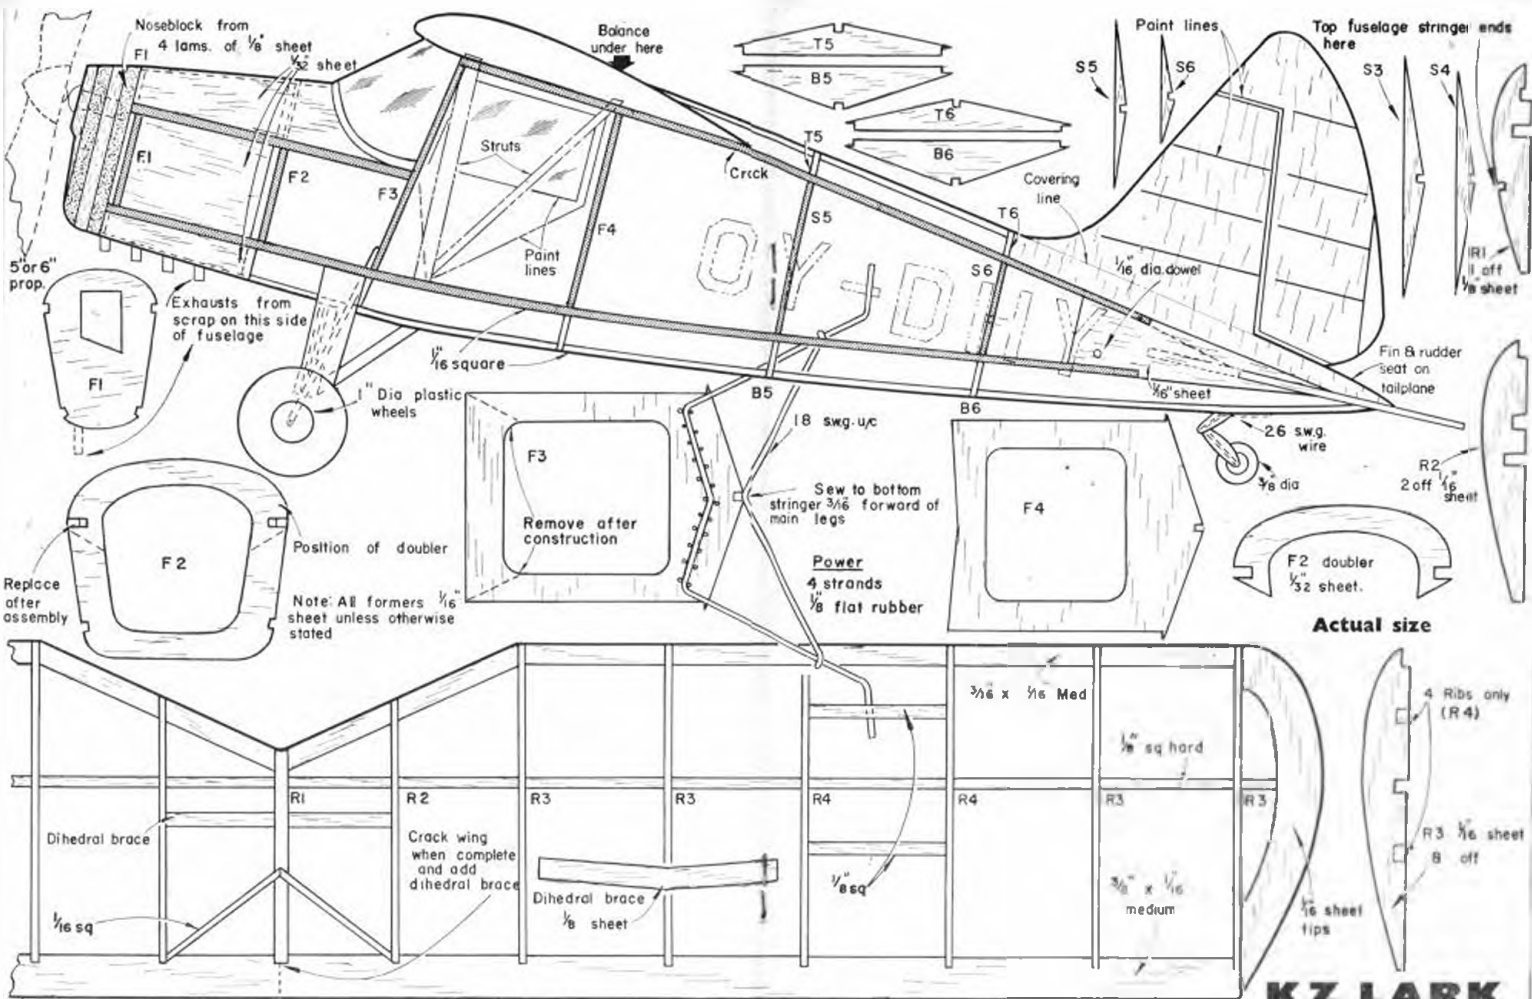 Noseblock from
4 lams. of 1/8" sheet
F1
1/32" sheet
Balance
under here
T5
B5
T6
B6
S5
S6
Paint lines
Top fuselage stringer ends
here
S3
S4
F1
F2
F3
Struts
Paint
lines
F4
Crack
T5
S5
Covering
line
T6
S6
1/16" dia. dowel
R1
1 off
1/8" sheet
5" or 6"
prop.
Exhausts from
scrap on this side
of fuselage
F1
1/16" square
1" Dia plastic
wheels
B5
B6
1/16" sheet
Fin & rudder
seat on
tailplane
18 s.w.g. u/c
26 s.w.g.
wire
3/8" dia
R2
2 off 1/16"
sheet
F3
Remove after
construction
Sew to bottom
stringer 3/16" forward of
main legs
F4
F2
Position of doubler
Replace
after
assembly
Note: All formers 1/16"
sheet unless otherwise
stated
Power
4 strands
1/8" flat rubber
F2 doubler
1/32" sheet.
Actual size
3/16" x 1/16 Med
1/8" sq hard
4 Ribs only
(R4)
R1
R2
R3
R3
R4
R4
R3
R3
Dihedral brace
Crack wing
when complete
and add
dihedral brace
1/16 sq
Dihedral brace
1/8 sheet
1/8" sq
3/8" x 1/16"
medium
1/16" sheet
tips
R3 1/16" sheet
8 off
KZ LARK